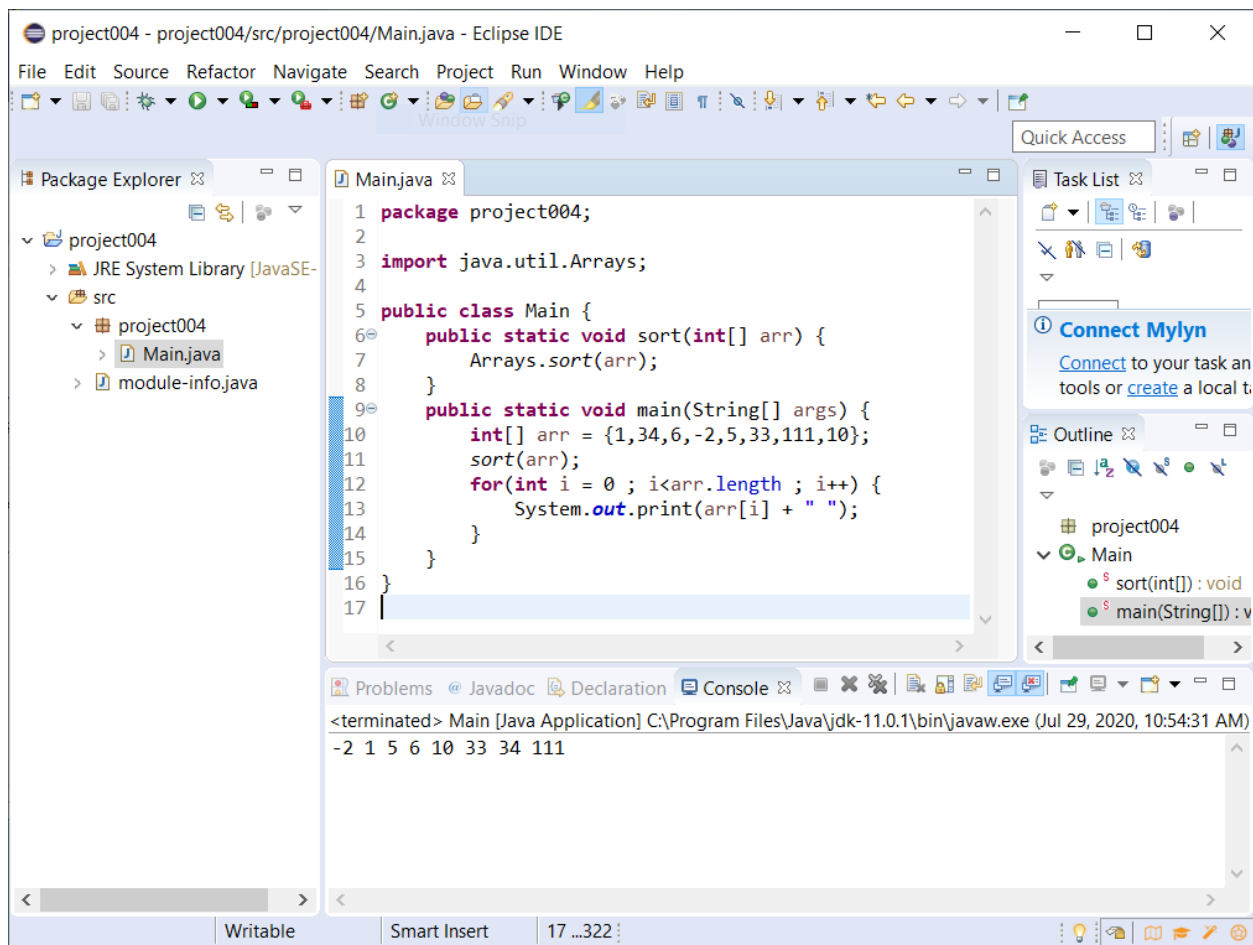 project004 - project004/src/project004/Main.java - Eclipse IDE
File Edit Source Refactor Navigate Search Project Run Window Help
Window Snip
Quick Access
Package Explorer
project004
JRE System Library [JavaSE-
src
project004
Main.java
module-info.java
Main.java
1 package project004;
2
3 import java.util.Arrays;
4
5 public class Main {
6 public static void sort(int[] arr) {
7 Arrays.sort(arr);
8 }
9 public static void main(String[] args) {
10 int[] arr = {1,34,6,-2,5,33,111,10};
11 sort(arr);
12 for(int i = 0 ; i<arr.length ; i++) {
13 System.out.print(arr[i] + " ");
14 }
15 }
16 }
17
Task List
Connect Mylyn
Connect to your task an
tools or create a local ta
Outline
project004
Main
sort(int[]) : void
main(String[]) : v
Problems @ Javadoc Declaration Console
<terminated> Main [Java Application] C:\Program Files\Java\jdk-11.0.1\bin\javaw.exe (Jul 29, 2020, 10:54:31 AM)
-2 1 5 6 10 33 34 111
Writable Smart Insert 17 ...322